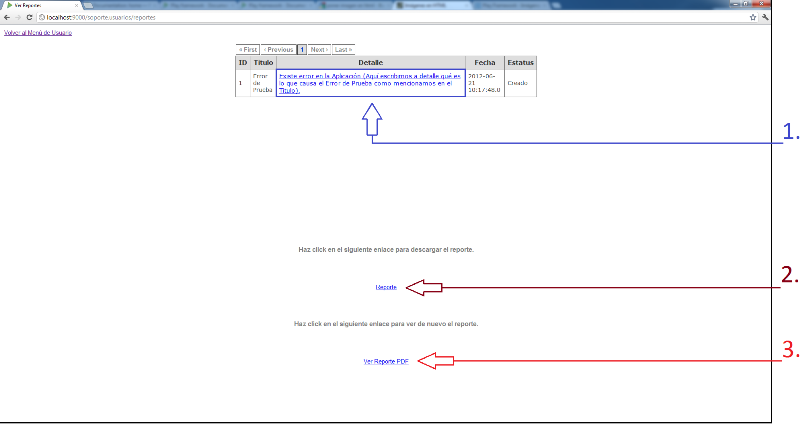 Ver Reportes
localhost:9000/soporte.usuarios/reportes
Volver al Menú de Usuario
« First ‹ Previous 1 Next › Last »
ID Título Detalle Fecha Estatus
1 Error de Prueba Existe error en la Aplicación (Aquí escribimos a detalle qué es lo que causa el Error de Prueba como mencionamos en el Título). 2012-06-21 10:17:48.0 Creado
1.
Haz click en el siguiente enlace para descargar el reporte.
2.
Reporte
Haz click en el siguiente enlace para ver de nuevo el reporte.
3.
Ver Reporte PDF